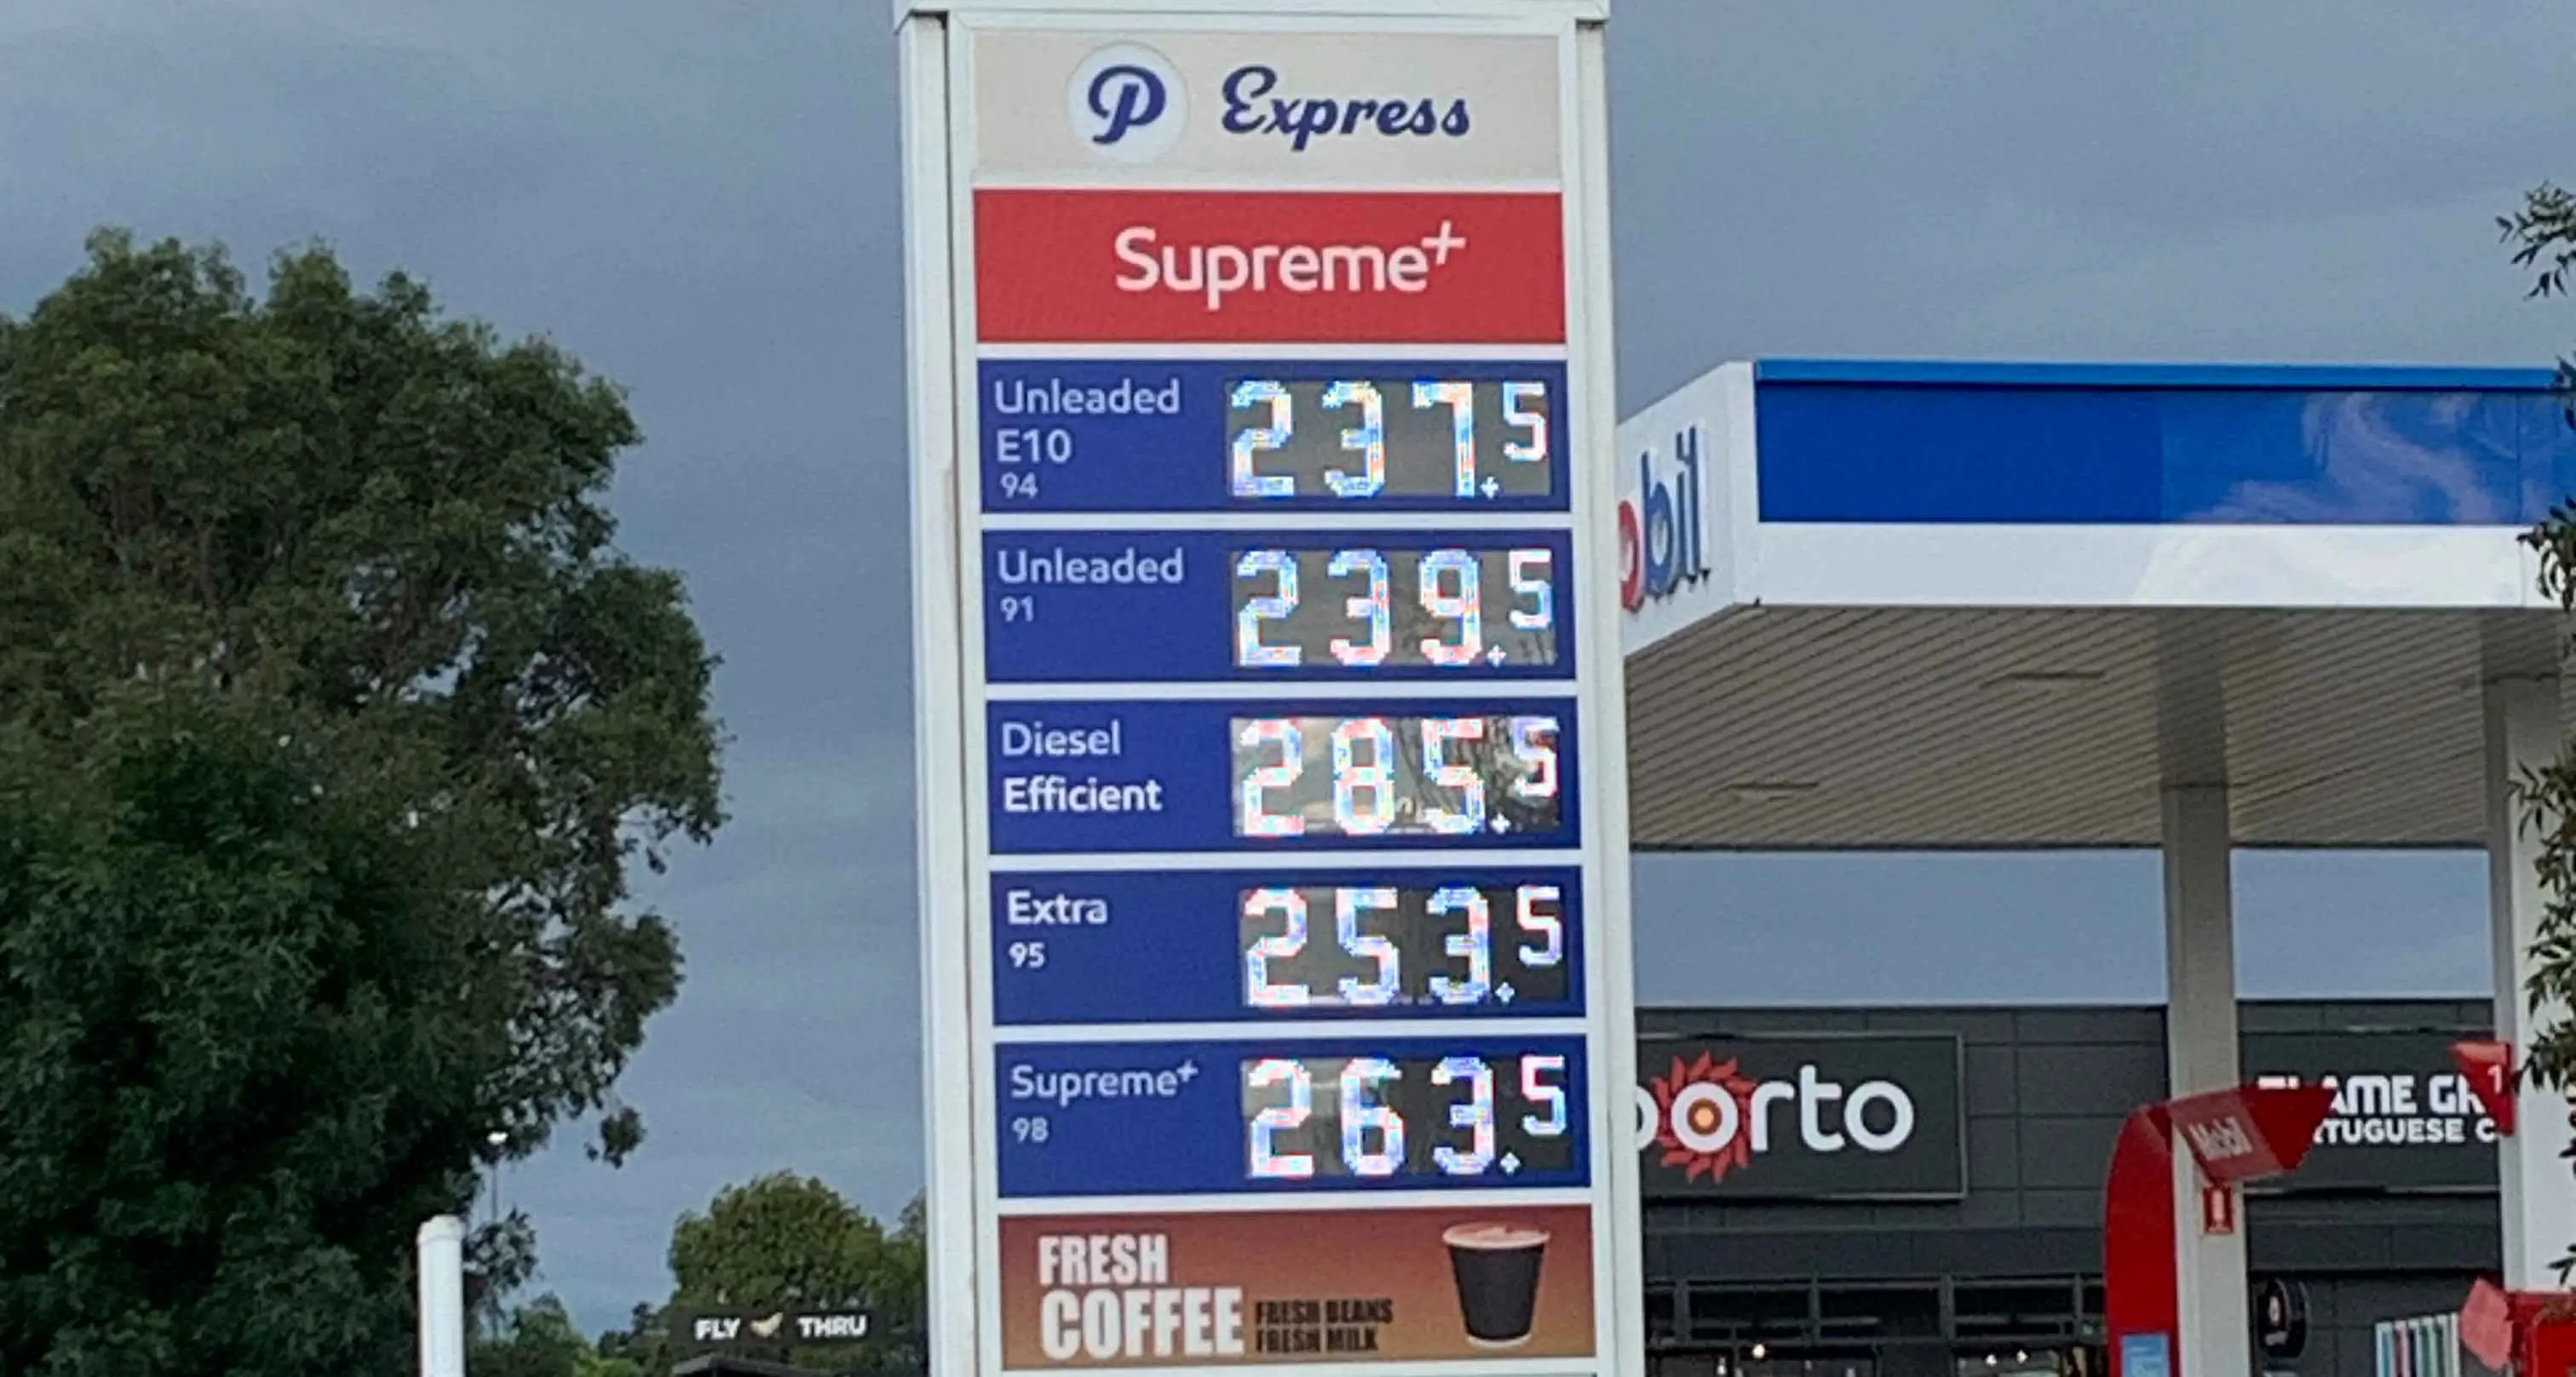 P Express
Supreme+
Unleaded
E10
94
237.5
Unleaded
91
239.5
Diesel
Efficient
285.5
Extra
95
253.5
Supreme+
98
263.5
FRESH
COFFEE
FRESH BEANS
FRESH MILK
FLY THRU
bil
orto
Mobil
1